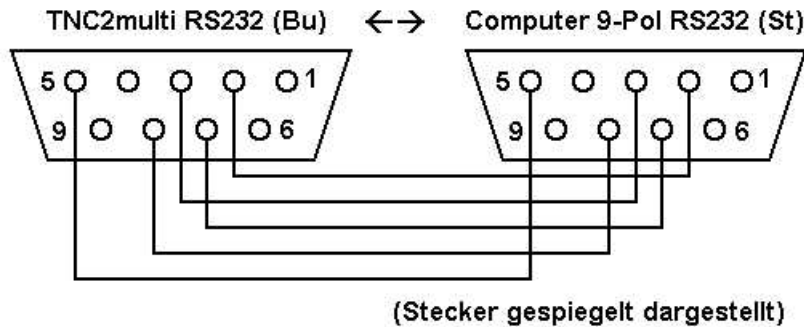 TNC2multi RS232 (Bu) <-> Computer 9-Pol RS232 (St)
5 1 5 1
9 6 9 6
(Stecker gespiegelt dargestellt)